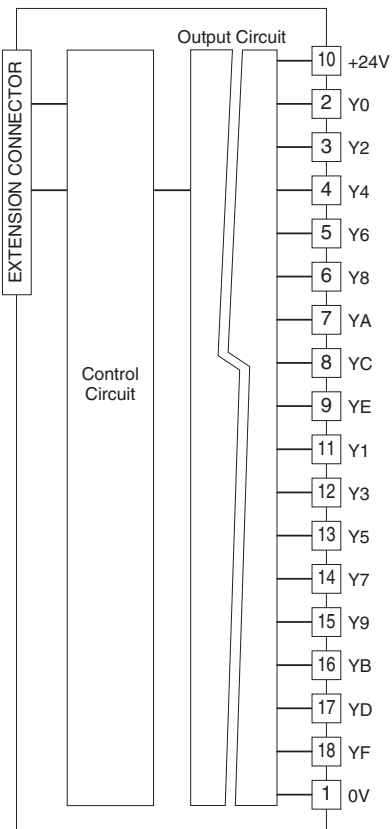 Output Circuit
EXTENSION CONNECTOR
Control
Circuit
10 +24V
2 Y0
3 Y2
4 Y4
5 Y6
6 Y8
7 YA
8 YC
9 YE
11 Y1
12 Y3
13 Y5
14 Y7
15 Y9
16 YB
17 YD
18 YF
1 0V